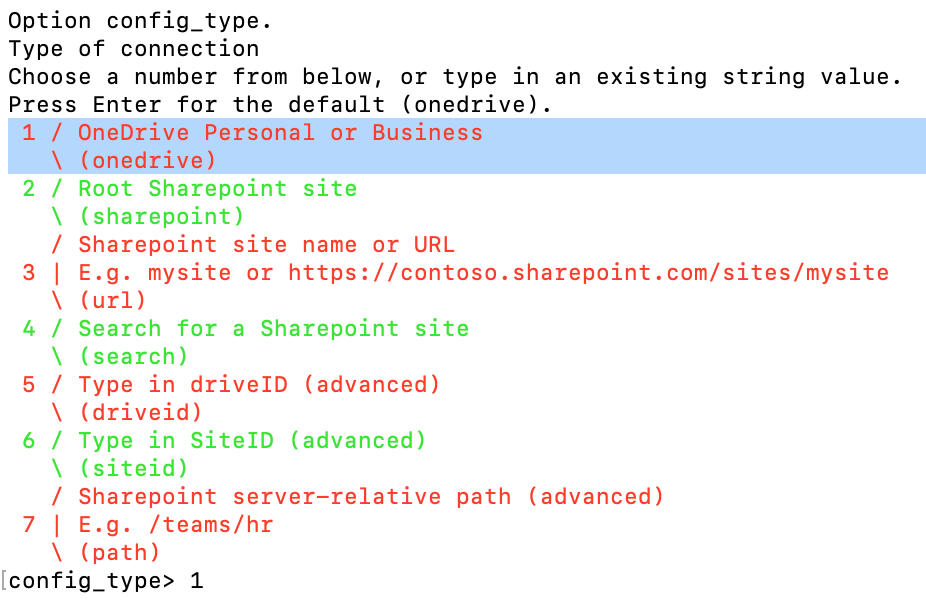 Option config_type.
Type of connection
Choose a number from below, or type in an existing string value.
Press Enter for the default (onedrive).
 1 / OneDrive Personal or Business
   \ (onedrive)
 2 / Root Sharepoint site
   \ (sharepoint)
   / Sharepoint site name or URL
 3 | E.g. mysite or https://contoso.sharepoint.com/sites/mysite
   \ (url)
 4 / Search for a Sharepoint site
   \ (search)
 5 / Type in driveID (advanced)
   \ (driveid)
 6 / Type in SiteID (advanced)
   \ (siteid)
   / Sharepoint server-relative path (advanced)
 7 | E.g. /teams/hr
   \ (path)
[config_type> 1